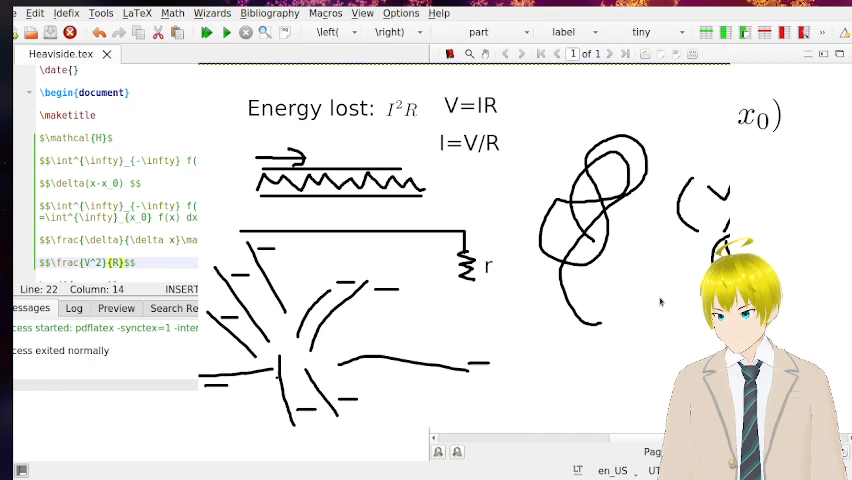 Edit Idefix Tools LaTeX Math Wizards Bibliography Macros View Options Help
\left( \right) part label tiny
Heaviside.tex
1 of 1
\date{}
\begin{document}
\maketitle
$\mathcal{H}$
$$\int^{\infty}_{-\infty} f(
$$\delta(x-x_0) $$
$$\int^{\infty}_{-\infty} f(
=\int^{\infty}_{x_0} f(x) dx
$$\frac{\delta}{\delta x}\ma
$$\frac{V^2}{R}$$
Line: 22 Column: 14 INSERT
essages Log Preview Search Re
cess started: pdflatex -synctex=1 -inter
cess exited normally
Energy lost: I²R V=IR
I=V/R
r
x₀)
(V
Pag
en_US UT